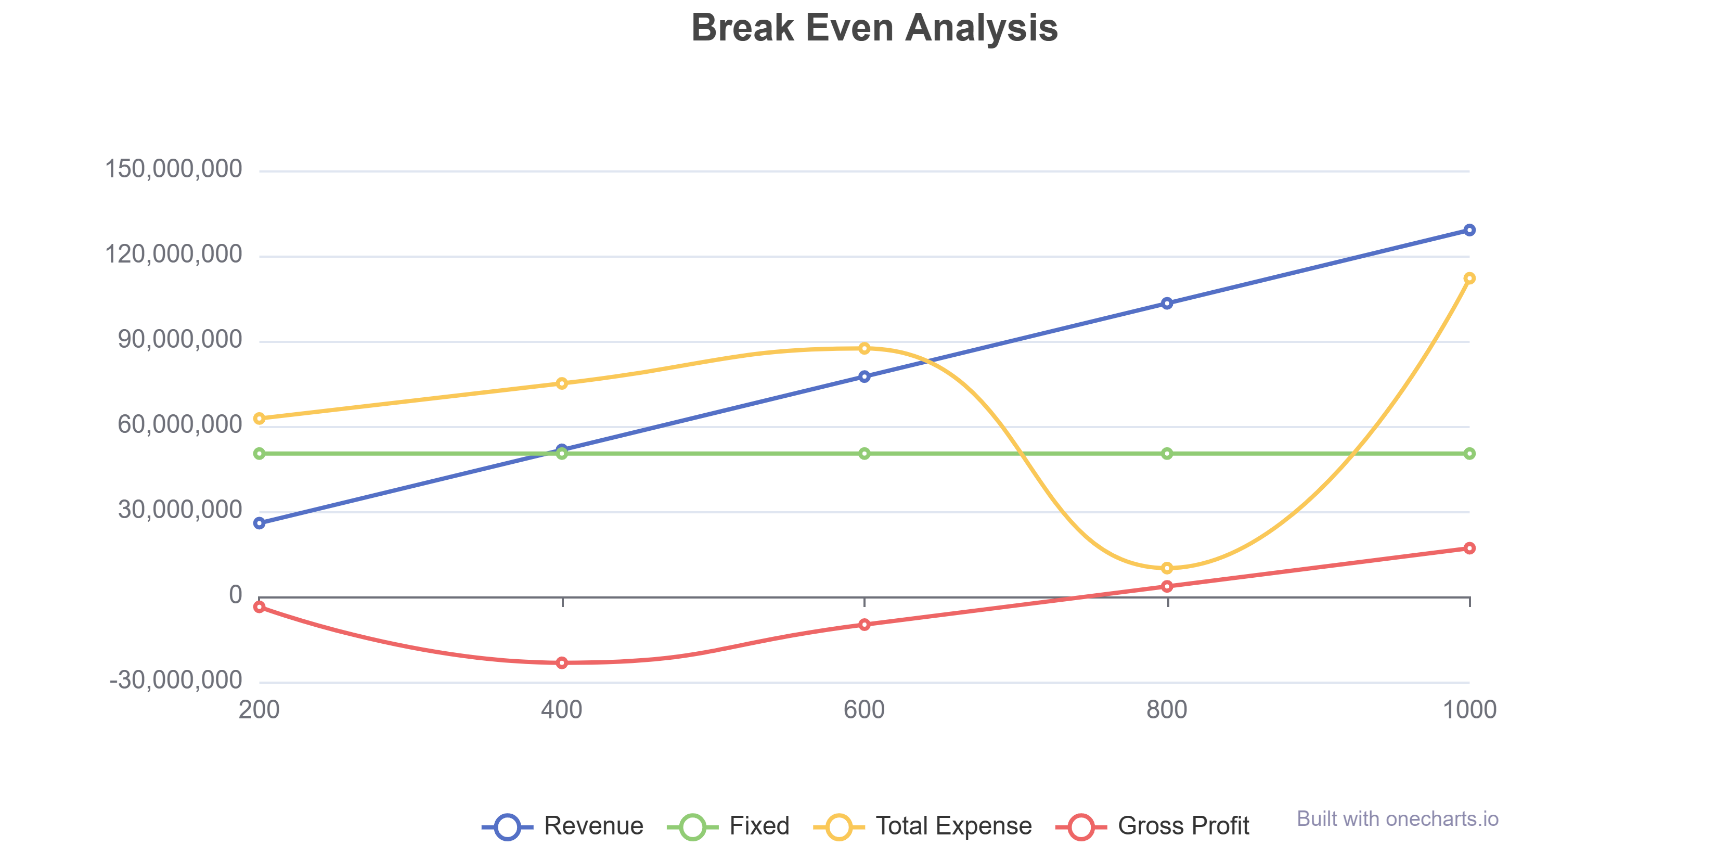 Break Even Analysis
150,000,000
120,000,000
90,000,000
60,000,000
30,000,000
0
-30,000,000
200 400 600 800 1000
Revenue Fixed Total Expense Gross Profit
Built with onecharts.io